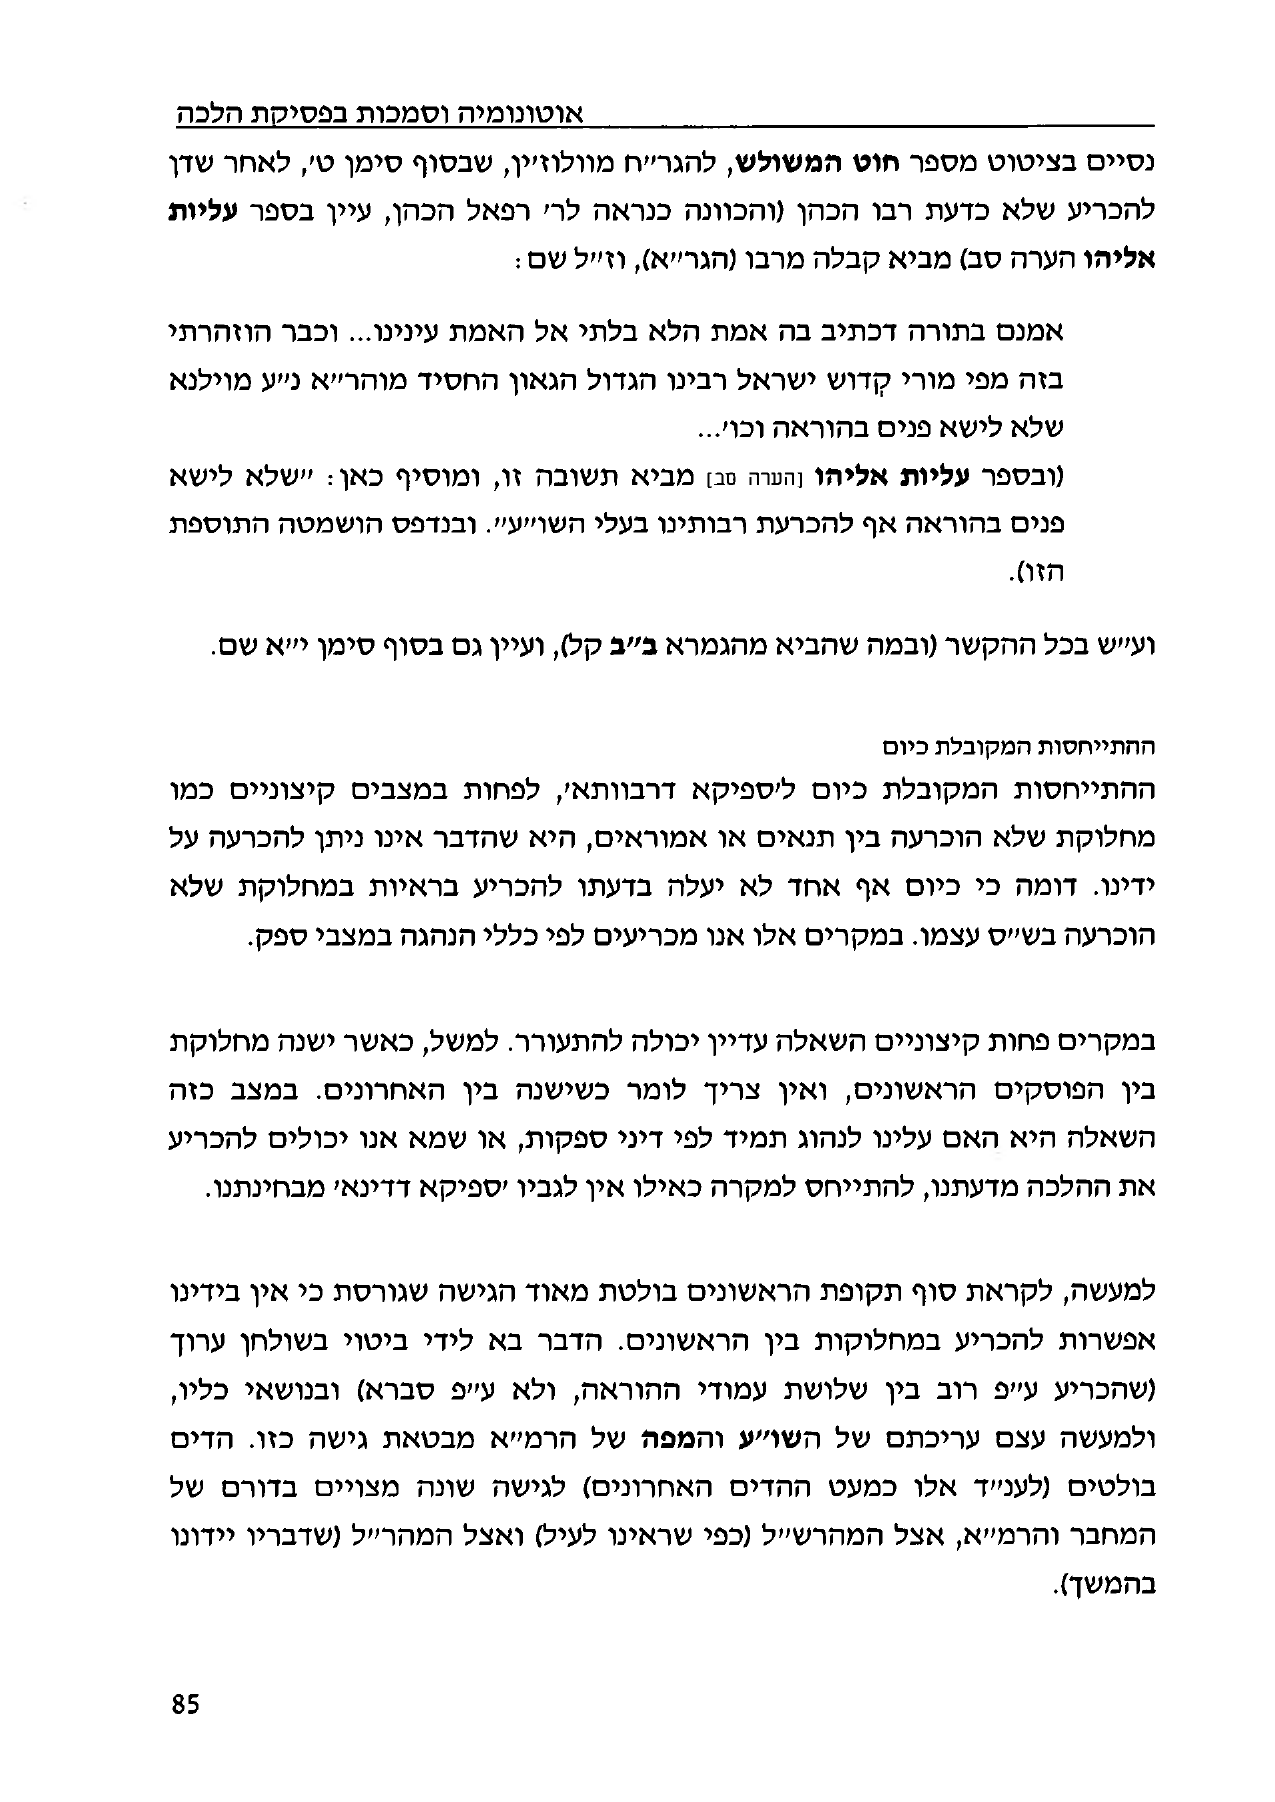 אוטונומיה וסמכות בפסיקת הלכה
נסיים בציטוט מספר חוט המשולש, להגר״ח מוולוז׳ין, שבסוף סימן ט׳, לאחר שדן
להכריע שלא כדעת רבו הכהן (והכוונה כנראה לר׳ רפאל הכהן, עיין בספר עליות
אליהו הערה סב) מביא קבלה מרבו (הגר״א), וז״ל שם:
אמנם בתורה דכתיב בה אמת הלא בלתי אל האמת עינינו... וכבר הוזהרתי
בזה מפי מורי קדוש ישראל רבינו הגדול הגאון החסיד מוהר״א נ״ע מוילנא
שלא לישא פנים בהוראה וכו׳...
(ובספר עליות אליהו [הערה סב] מביא תשובה זו, ומוסיף כאן: ״שלא לישא
פנים בהוראה אף להכרעת רבותינו בעלי השו״ע״. ובנדפס הושמטה התוספת
הזו).
וע״ש בכל ההקשר (ובמה שהביא מהגמרא ב״ב קל), ועיין גם בסוף סימן י״א שם.
ההתייחסות המקובלת כיום
ההתייחסות המקובלת כיום ל׳ספיקא דרבוותא׳, לפחות במצבים קיצוניים כמו
מחלוקת שלא הוכרעה בין תנאים או אמוראים, היא שהדבר אינו ניתן להכרעה על
ידינו. דומה כי כיום אף אחד לא יעלה בדעתו להכריע בראיות במחלוקת שלא
הוכרעה בש״ס עצמו. במקרים אלו אנו מכריעים לפי כללי הנהגה במצבי ספק.
במקרים פחות קיצוניים השאלה עדיין יכולה להתעורר. למשל, כאשר ישנה מחלוקת
בין הפוסקים הראשונים, ואין צריך לומר כשישנה בין האחרונים. במצב כזה
השאלה היא האם עלינו לנהוג תמיד לפי דיני ספקות, או שמא אנו יכולים להכריע
את ההלכה מדעתנו, להתייחס למקרה כאילו אין לגביו ׳ספיקא דדינא׳ מבחינתנו.
למעשה, לקראת סוף תקופת הראשונים בולטת מאוד הגישה שגורסת כי אין בידינו
אפשרות להכריע במחלוקות בין הראשונים. הדבר בא לידי ביטוי בשולחן ערוך
(שהכריע ע״פ רוב בין שלושת עמודי ההוראה, ולא ע״פ סברא) ובנושאי כליו,
ולמעשה עצם עריכתם של השו״ע והמפה של הרמ״א מבטאת גישה כזו. הדים
בולטים (לענ״ד אלו כמעט ההדים האחרונים) לגישה שונה מצויים בדורם של
המחבר והרמ״א, אצל המהרש״ל (כפי שראינו לעיל) ואצל המהר״ל (שדבריו יידונו
בהמשך).
85